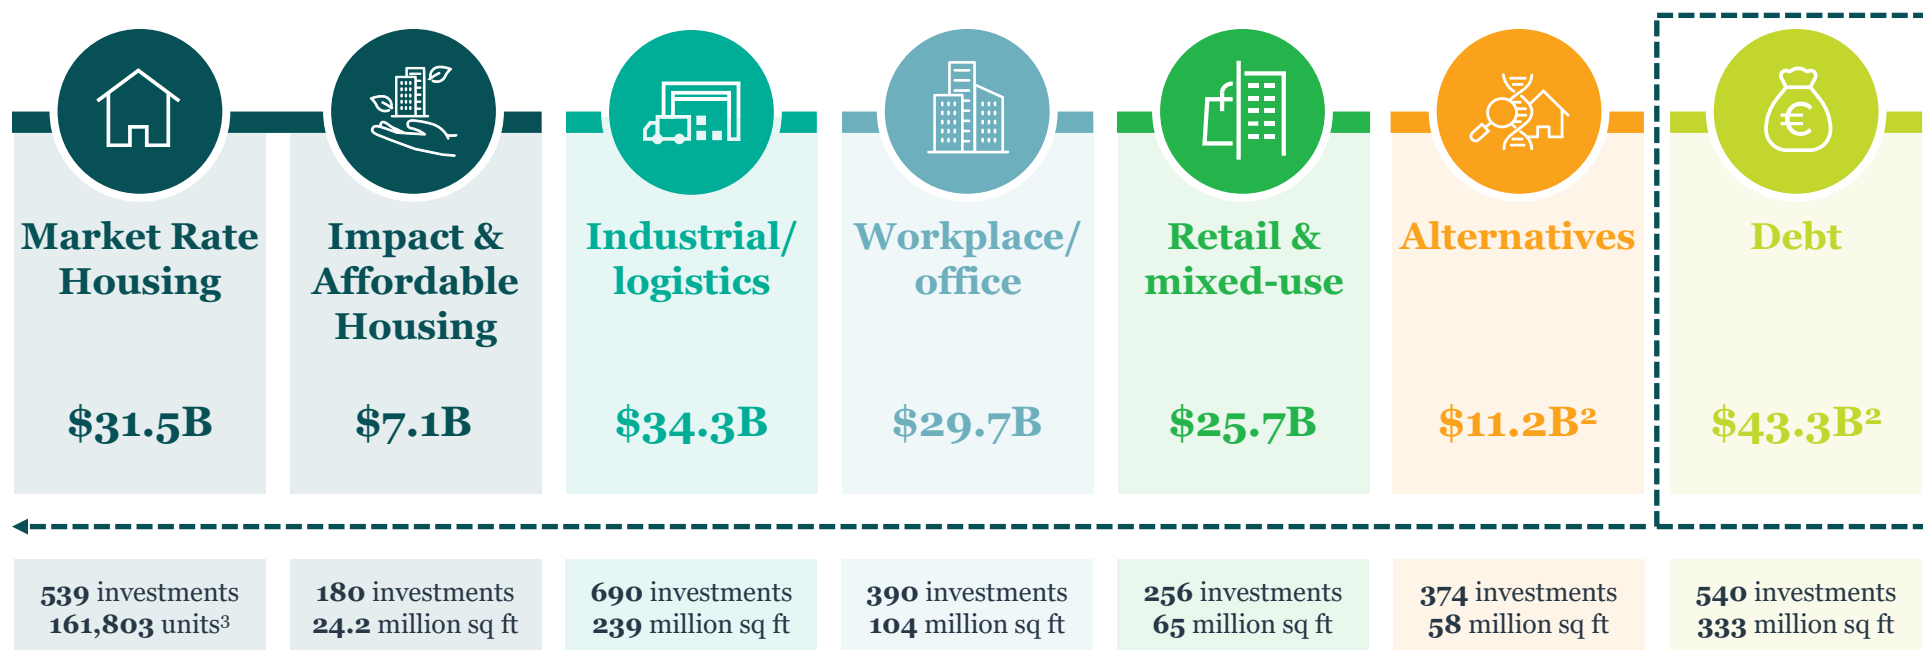 Market Rate
Housing
$31.5B
539 investments
161,803 units³
Impact &
Affordable
Housing
$7.1B
180 investments
24.2 million sq ft
Industrial/
logistics
$34.3B
690 investments
239 million sq ft
Workplace/
office
$29.7B
390 investments
104 million sq ft
Retail &
mixed-use
$25.7B
256 investments
65 million sq ft
Alternatives
$11.2B²
374 investments
58 million sq ft
€
Debt
$43.3B²
540 investments
333 million sq ft